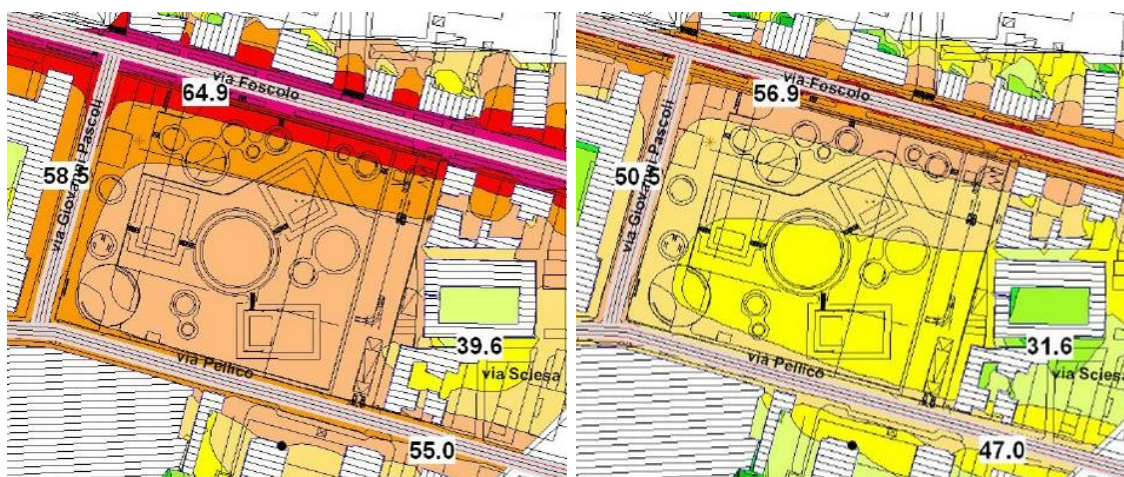 via Foscolo
64.9
58.5
via Giovanni Pascoli
39.6
via Pellico
via Sciesa
55.0
via Foscolo
56.9
50.
via Giovanni Pascoli
31.6
via Pellico
via Sciesa
47.0